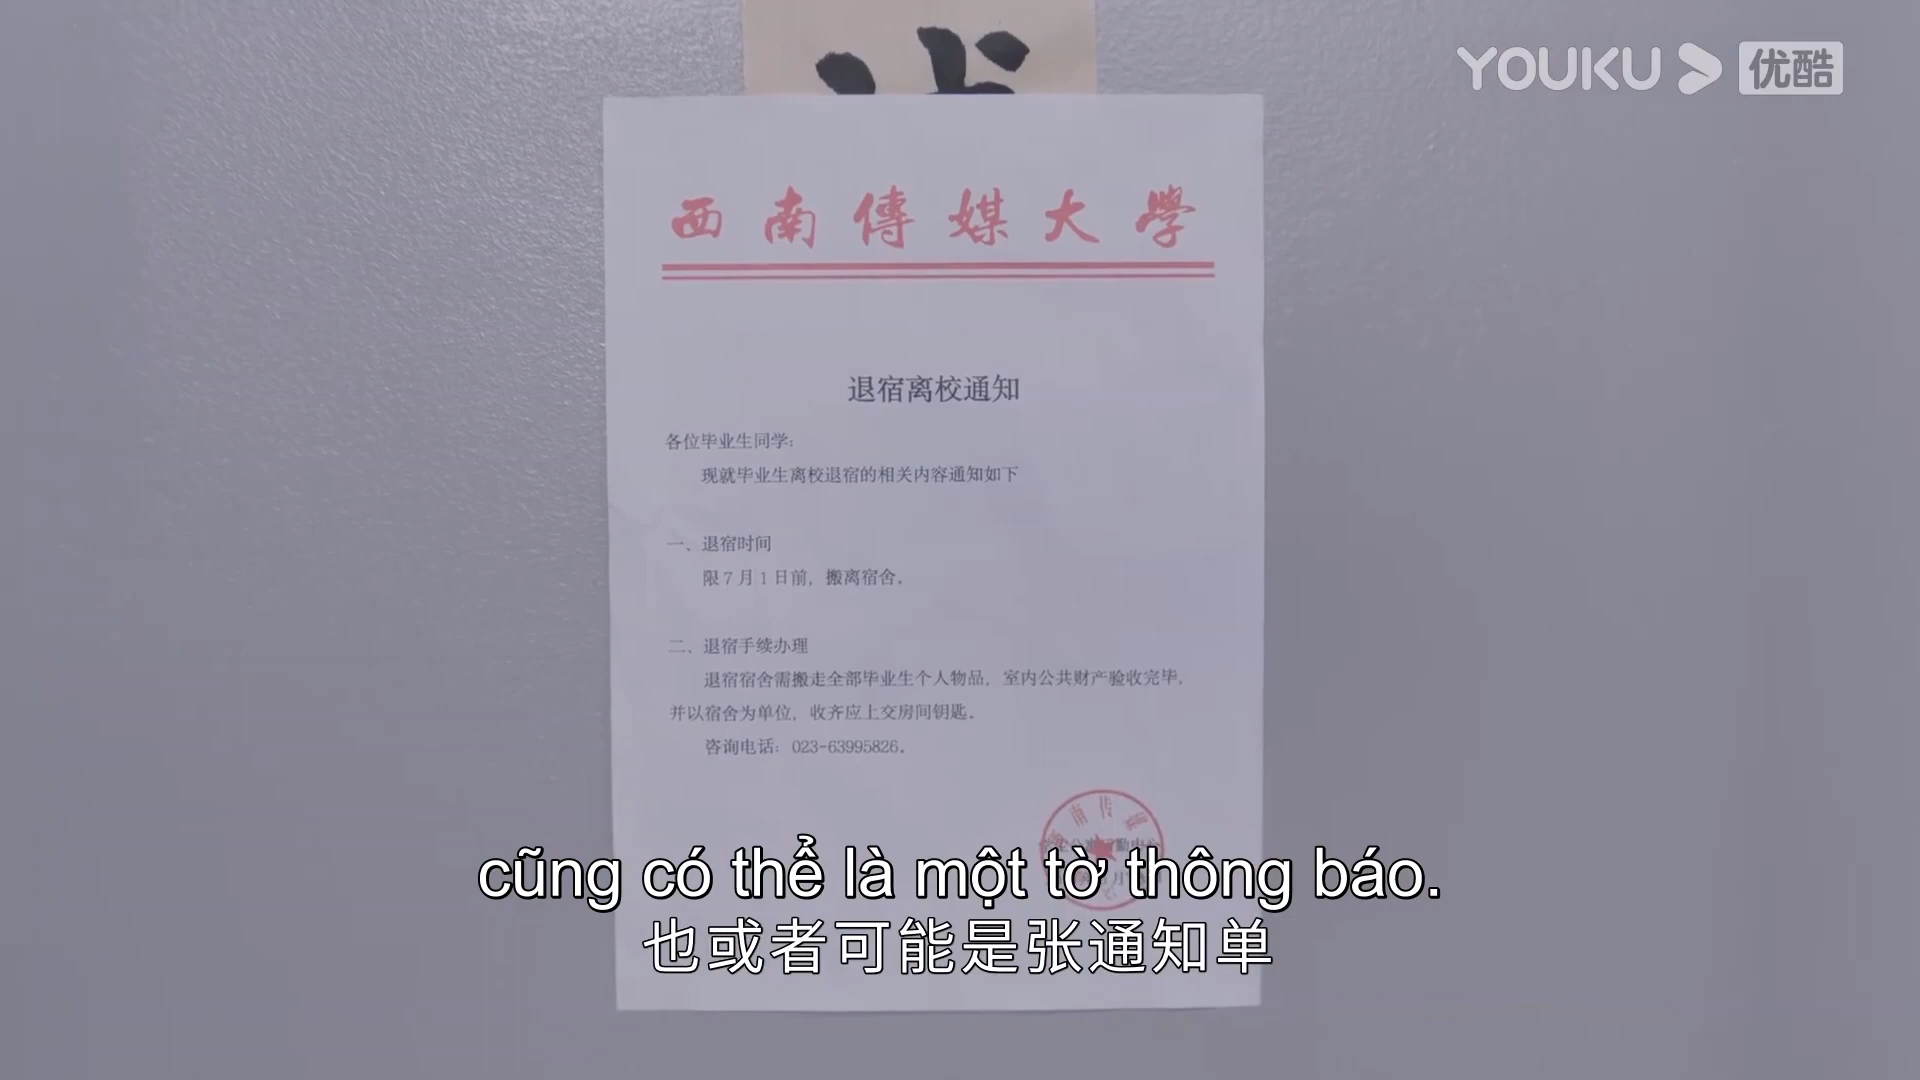 YOUKU 优酷
西南傳媒大學
退宿离校通知
各位毕业生同学:
现就毕业生离校退宿的相关内容通知如下
一、退宿时间
限7月1日前，搬离宿舍。
二、退宿手续办理
退宿宿舍需搬走全部毕业生个人物品，室内公共财产验收完毕，
并以宿舍为单位，收齐应上交房间钥匙。
咨询电话：023-63995826。
cũng có thể là một tờ thông báo.
也或者可能是张通知单